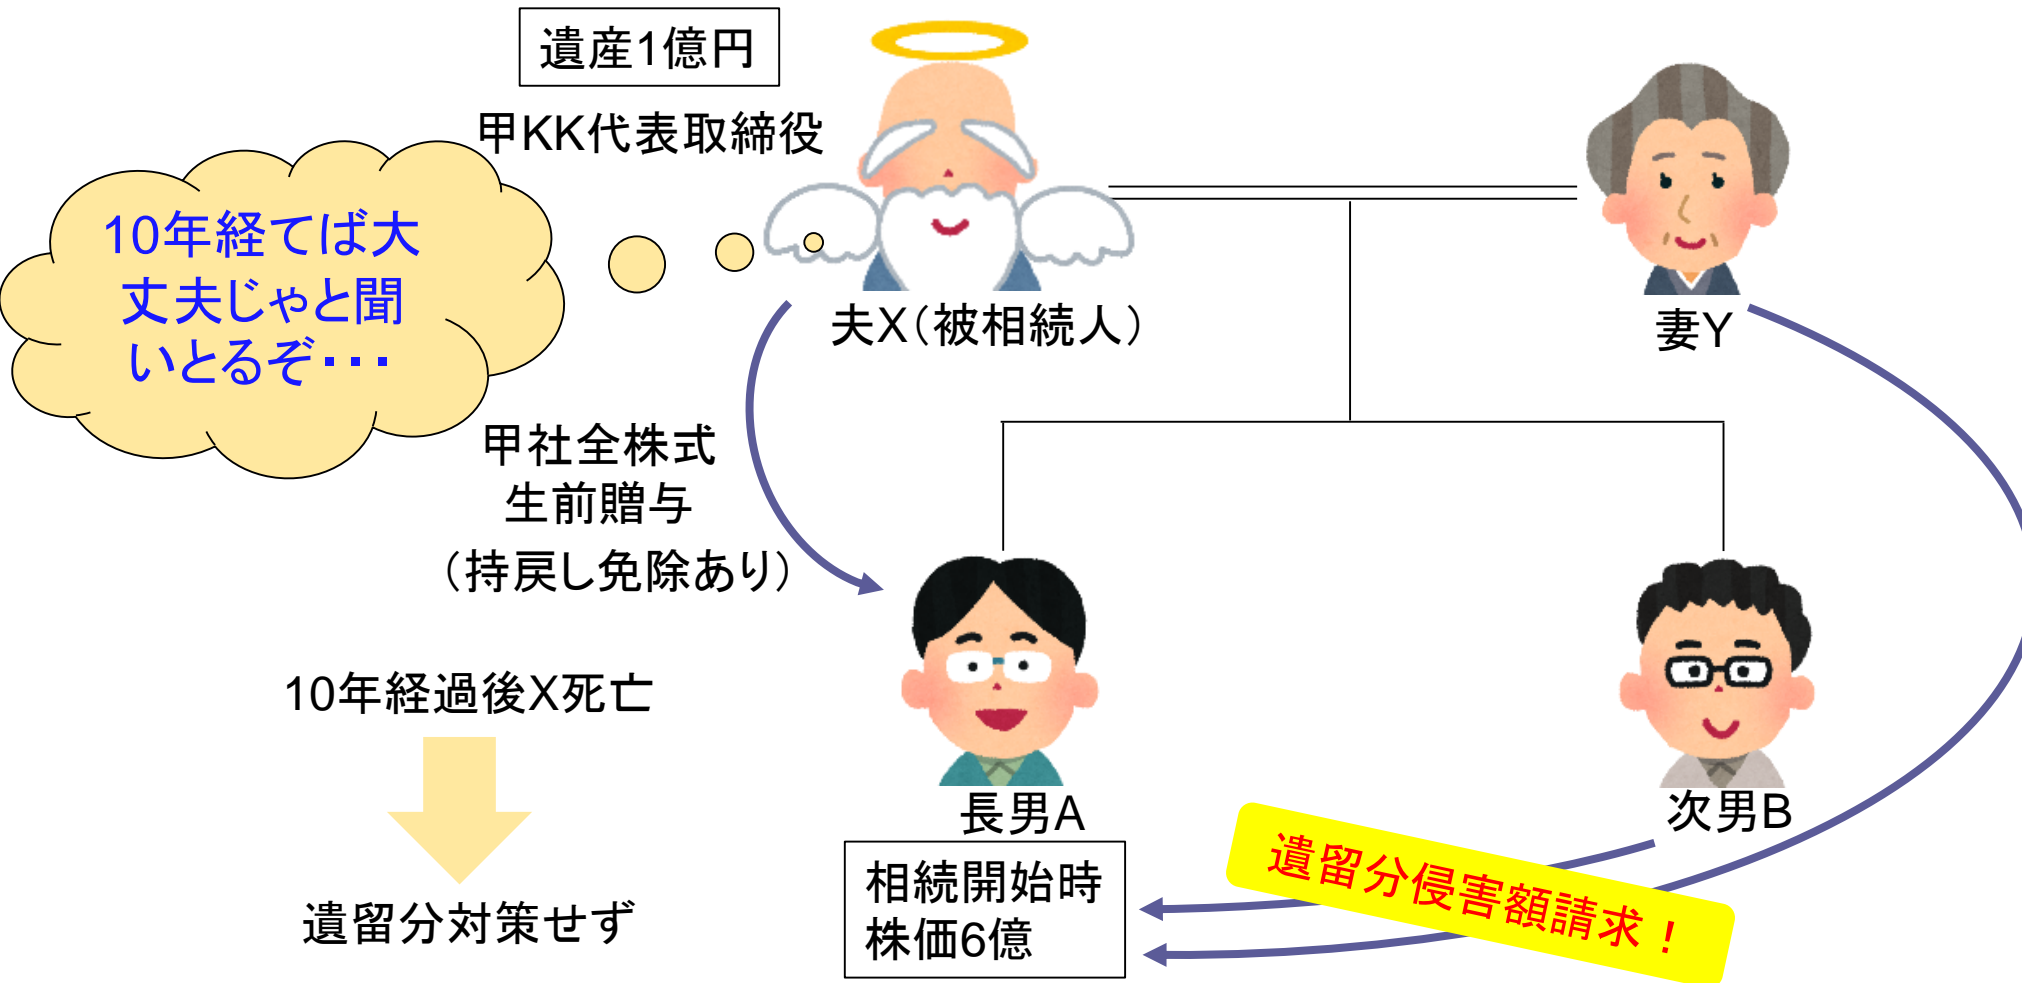 遺産1億円
甲KK代表取締役
10年経てば大
丈夫じゃと聞
いとるぞ・・・
夫X（被相続人）
妻Y
甲社全株式
生前贈与
（持戻し免除あり）
10年経過後X死亡
遺留分対策せず
長男A
相続開始時
株価6億
次男B
遺留分侵害額請求！